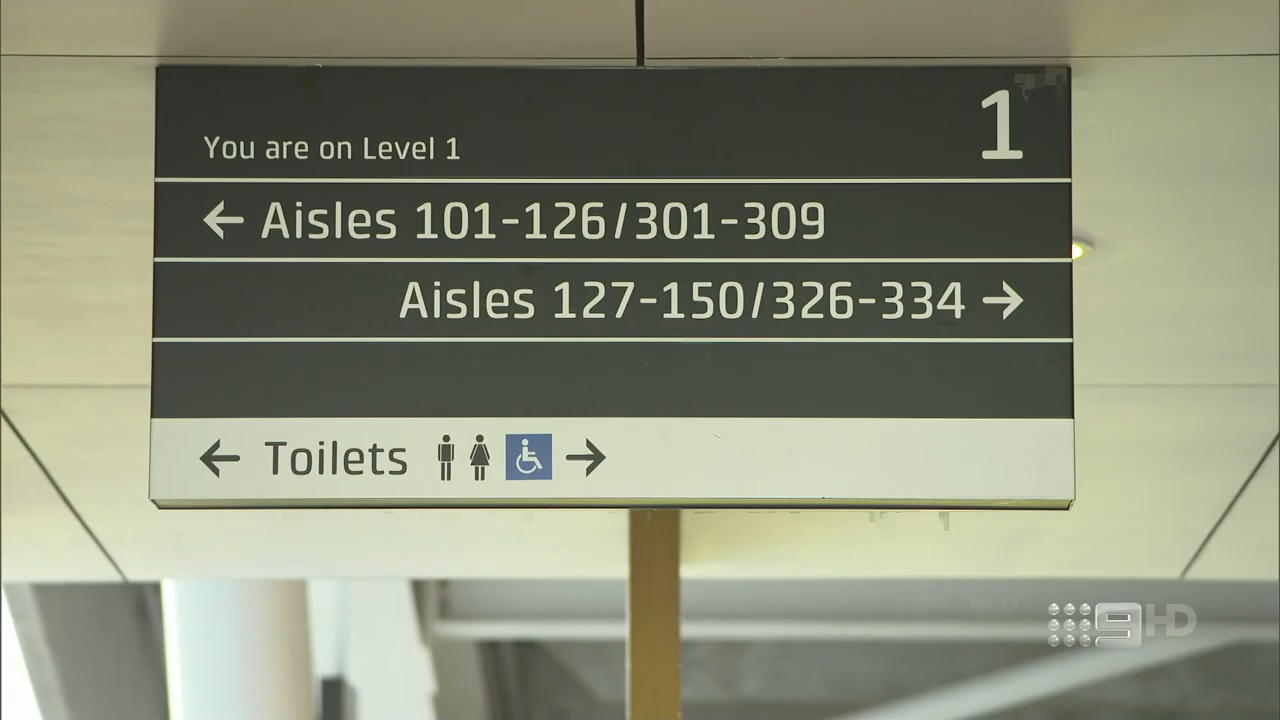 1
You are on Level 1
← Aisles 101-126/301-309
Aisles 127-150/326-334 →
← Toilets →
9HD